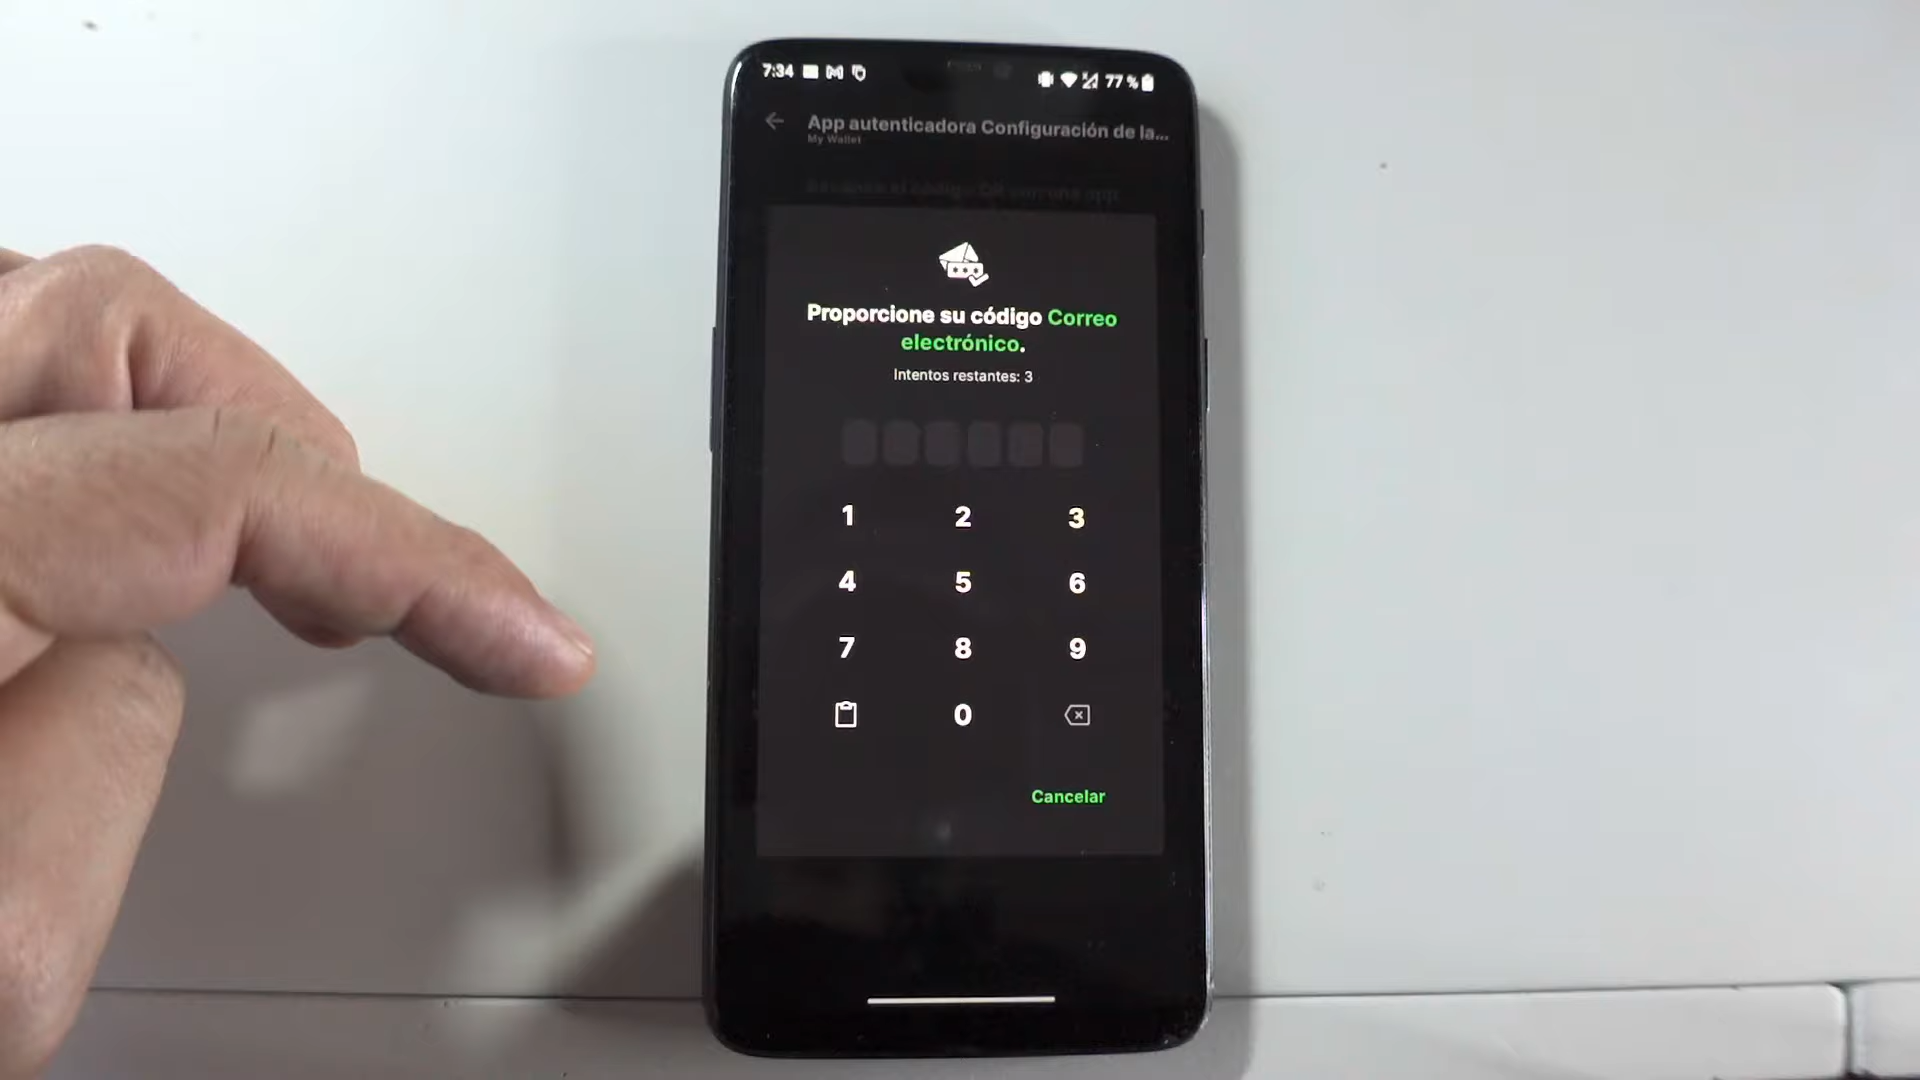 7:34
77 %
App autenticadora Configuración de la...
My Wallet
Proporcione su código Correo
electrónico.
Intentos restantes: 3
1 2 3
4 5 6
7 8 9
0
Cancelar